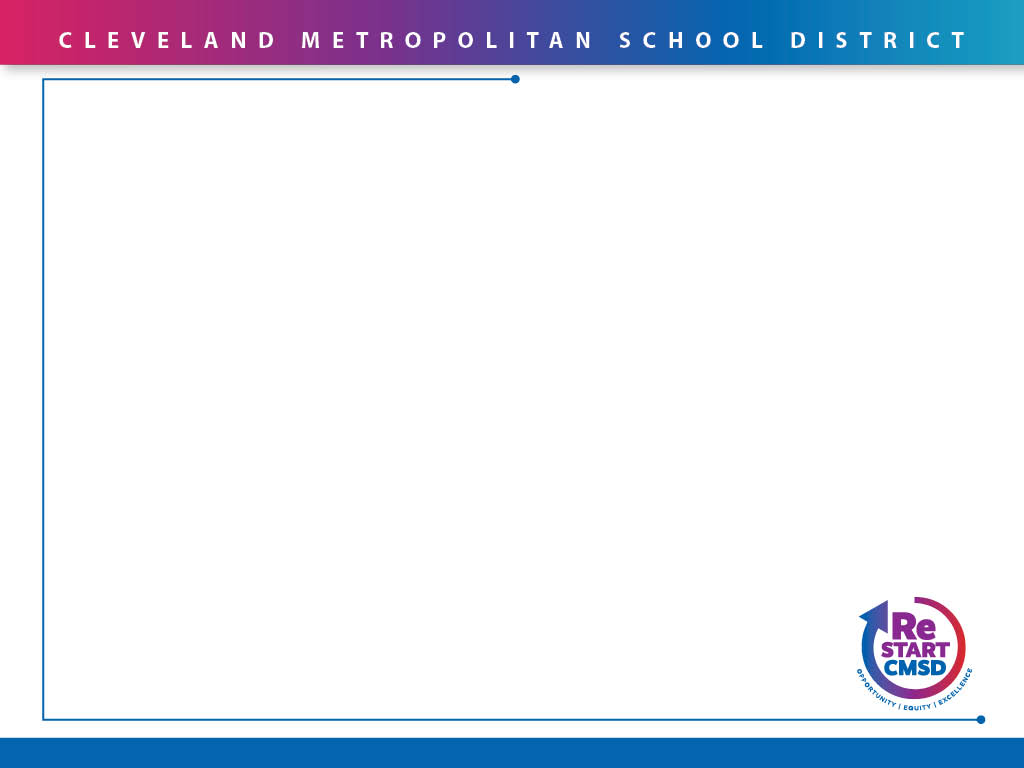 CLEVELAND METROPOLITAN SCHOOL DISTRICT
Re
START
CMSD
OPPORTUNITY | EQUITY | EXCELLENCE